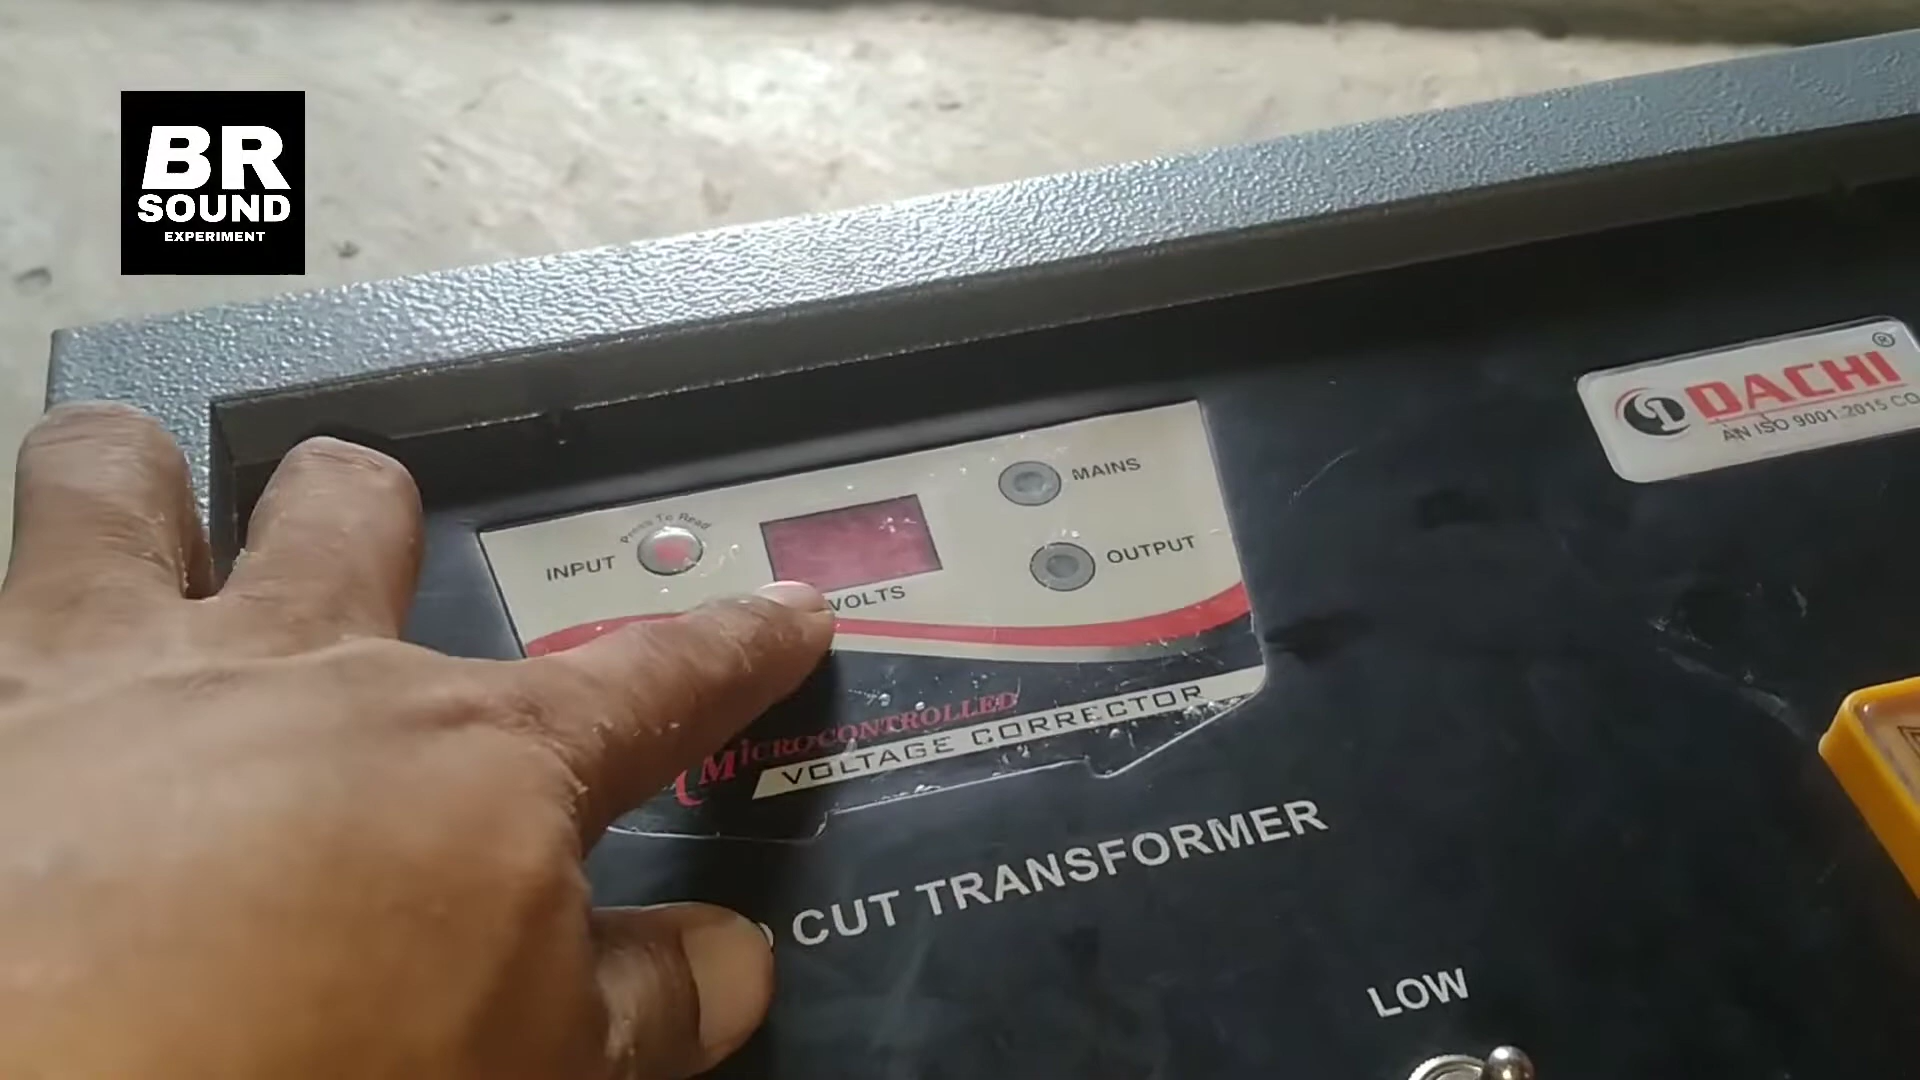 BR
SOUND
EXPERIMENT
DACHI®
AN ISO 9001:2015 CO
MAINS
Press To Read
INPUT
OUTPUT
VOLTS
MICROCONTROLLED
VOLTAGE CORRECTOR
CUT TRANSFORMER
LOW